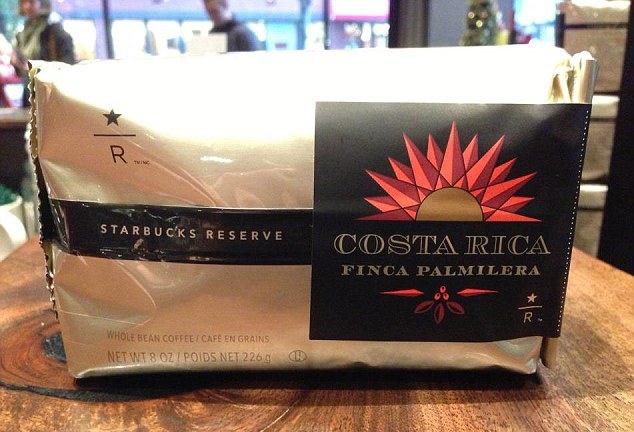 R
STARBUCKS RESERVE
WHOLE BEAN COFFEE / CAFÉ EN GRAINS
NET WT 8 OZ / POIDS NET 226 g
COSTA RICA
FINCA PALMILERA
R